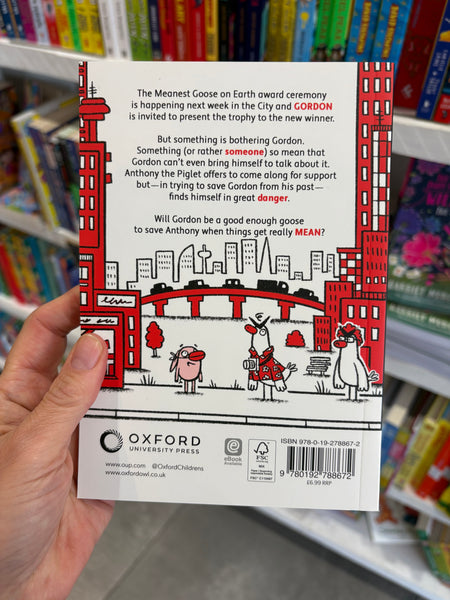 The Meanest Goose on Earth award ceremony
is happening next week in the City and GORDON
is invited to present the trophy to the new winner.
But something is bothering Gordon.
Something (or rather someone) so mean that
Gordon can't even bring himself to talk about it.
Anthony the Piglet offers to come along for support
but—in trying to save Gordon from his past—
finds himself in great danger.
Will Gordon be a good enough goose
to save Anthony when things get really MEAN?
OXFORD
UNIVERSITY PRESS
www.oup.com @OxfordChildrens
www.oxfordowl.co.uk
eBook
Available
FSC
MIX
ISBN 978-0-19-278867-2
9 780192 788672
£6.99 RRP